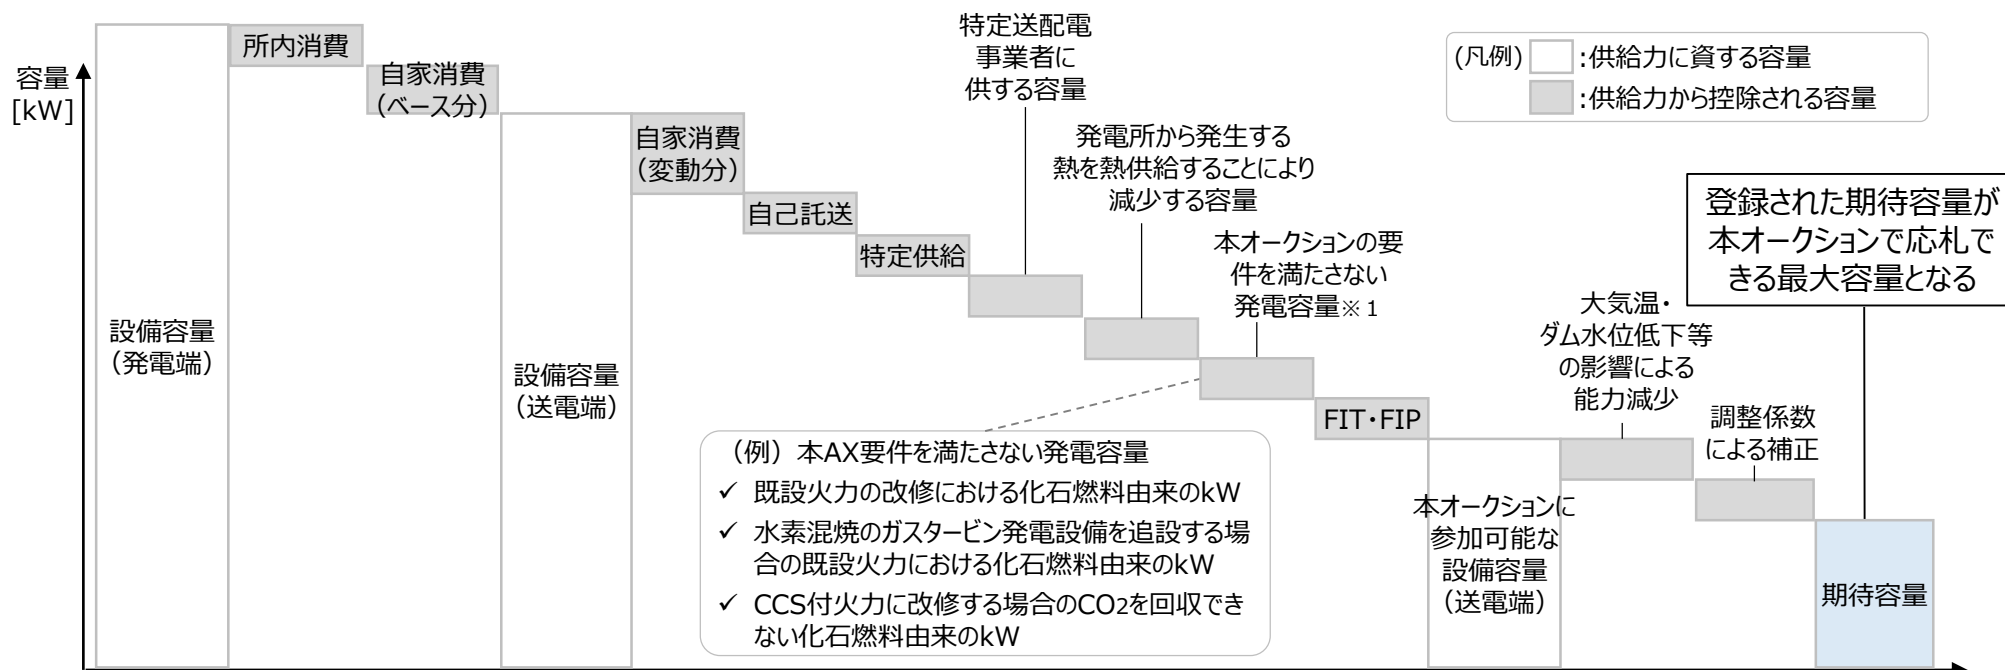 容量
[kW]
設備容量
（発電端）
所内消費
自家消費
（ベース分）
設備容量
（送電端）
自家消費
（変動分）
自己託送
特定供給
特定送配電
事業者に
供する容量
発電所から発生する
熱を熱供給することにより
減少する容量
本オークションの要
件を満たさない
発電容量※１
FIT・FIP
（例）本AX要件を満たさない発電容量
✓ 既設火力の改修における化石燃料由来のkW
✓ 水素混焼のガスタービン発電設備を追設する場
合の既設火力における化石燃料由来のkW
✓ CCS付火力に改修する場合のCO2を回収でき
ない化石燃料由来のkW
本オークションに
参加可能な
設備容量
（送電端）
大気温・
ダム水位低下等
の影響による
能力減少
調整係数
による補正
期待容量
登録された期待容量が
本オークションで応札で
きる最大容量となる
(凡例)
:供給力に資する容量
:供給力から控除される容量